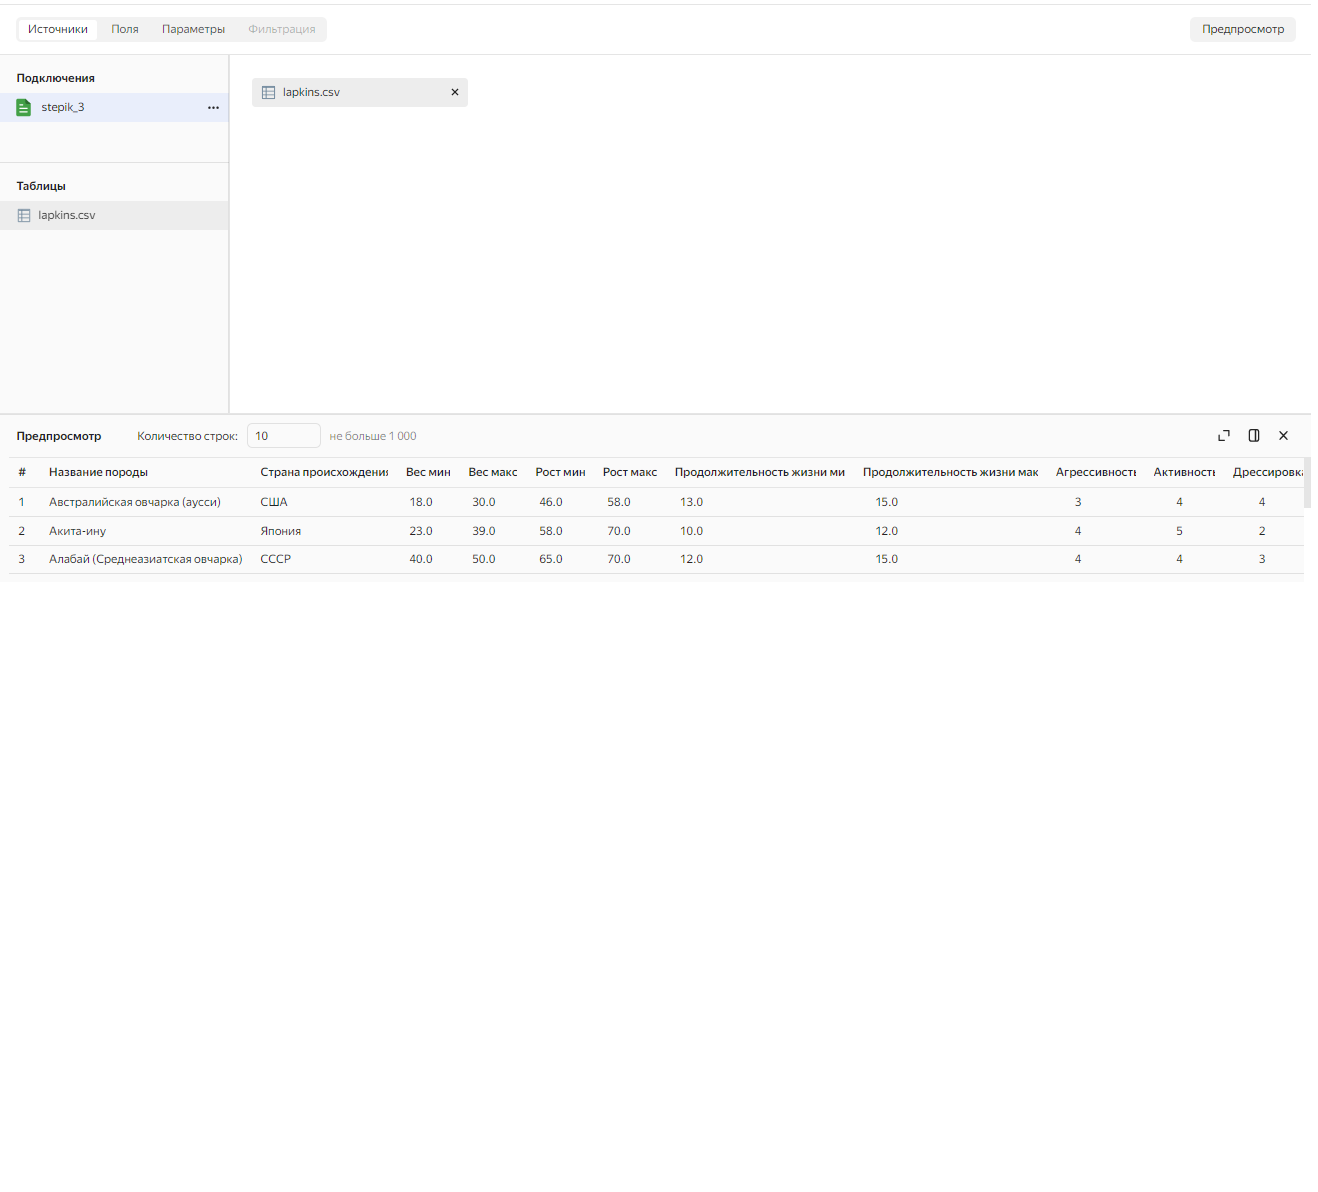 Источники Поля Параметры Фильтрация Предпросмотр
Подключения
stepik_3
lapkins.csv
Таблицы
lapkins.csv
Предпросмотр Количество строк: 10 не больше 1 000
# Название породы Страна происхождения Вес мин Вес макс Рост мин Рост макс Продолжительность жизни ми Продолжительность жизни мак Агрессивность Активность Дрессировка
1 Австралийская овчарка (аусси) США 18.0 30.0 46.0 58.0 13.0 15.0 3 4 4
2 Акита-ину Япония 23.0 39.0 58.0 70.0 10.0 12.0 4 5 2
3 Алабай (Среднеазиатская овчарка) СССР 40.0 50.0 65.0 70.0 12.0 15.0 4 4 3